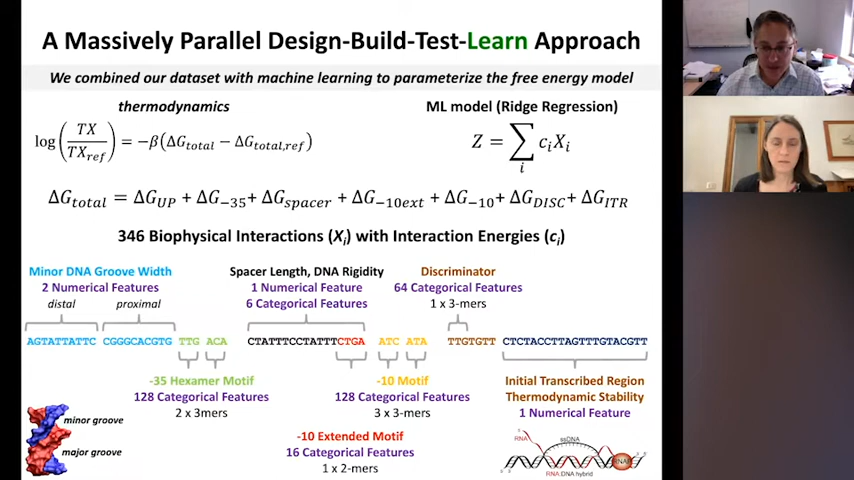 A Massively Parallel Design-Build-Test-Learn Approach
We combined our dataset with machine learning to parameterize the free energy model
thermodynamics
ML model (Ridge Regression)
log(TX/TX_ref) = −β(ΔG_total − ΔG_total,ref)
Z = ∑_i c_i X_i
ΔG_total = ΔG_UP + ΔG_−35 + ΔG_spacer + ΔG_−10ext + ΔG_−10 + ΔG_DISC + ΔG_ITR
346 Biophysical Interactions (X_i) with Interaction Energies (c_i)
Minor DNA Groove Width
2 Numerical Features
distal proximal
Spacer Length, DNA Rigidity
1 Numerical Feature
6 Categorical Features
Discriminator
64 Categorical Features
1 x 3-mers
AGTATTATTC CGGGCACGTG TTG ACA CTATTTCCTATTTCTGA ATC ATA TTGTGTT CTCTACCTTAGTTTGTACGTT
-35 Hexamer Motif
128 Categorical Features
2 x 3mers
-10 Motif
128 Categorical Features
3 x 3-mers
Initial Transcribed Region
Thermodynamic Stability
1 Numerical Feature
-10 Extended Motif
16 Categorical Features
1 x 2-mers
minor groove
major groove
RNA
ssDNA
RNAP
RNA:DNA hybrid